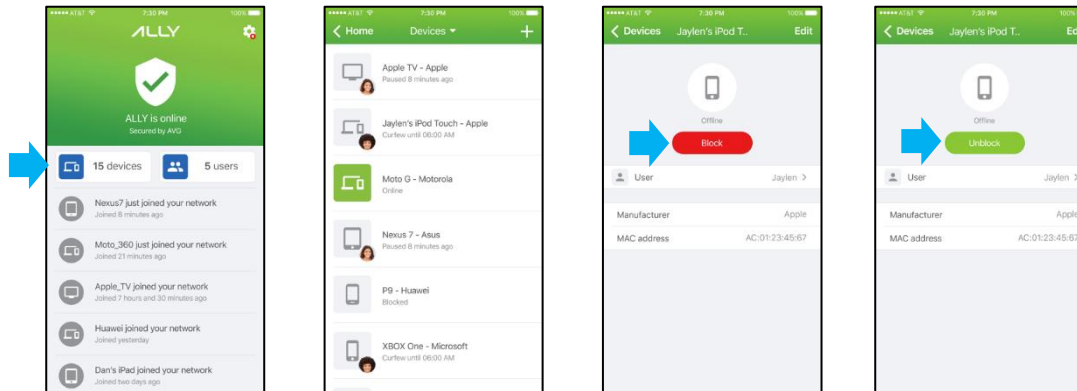 AT&T 7:30 PM 100%
ALLY
ALLY is online
Secured by AVG
15 devices 5 users
Nexus7 just joined your network
Joined 8 minutes ago
Moto_360 just joined your network
Joined 21 minutes ago
Apple_TV joined your network
Joined 7 hours and 30 minutes ago
Huawei joined your network
Joined yesterday
Dan's iPad joined your network
Joined two days ago
AT&T 7:30 PM 100%
Home Devices
Apple TV - Apple
Paused 8 minutes ago
Jaylen's iPod Touch - Apple
Curfew until 06:00 AM
Moto G - Motorola
Online
Nexus 7 - Asus
Paused 8 minutes ago
P9 - Huawei
Blocked
XBOX One - Microsoft
Curfew until 06:00 AM
AT&T 7:30 PM 100%
Devices Jaylen's iPod T... Edit
Offline
Block
User Jaylen
Manufacturer Apple
MAC address AC:01:23:45:67
AT&T 7:30 PM 100%
Devices Jaylen's iPod T... Ed
Offline
Unblock
User Jaylen
Manufacturer Apple
MAC address AC:01:23:45:67